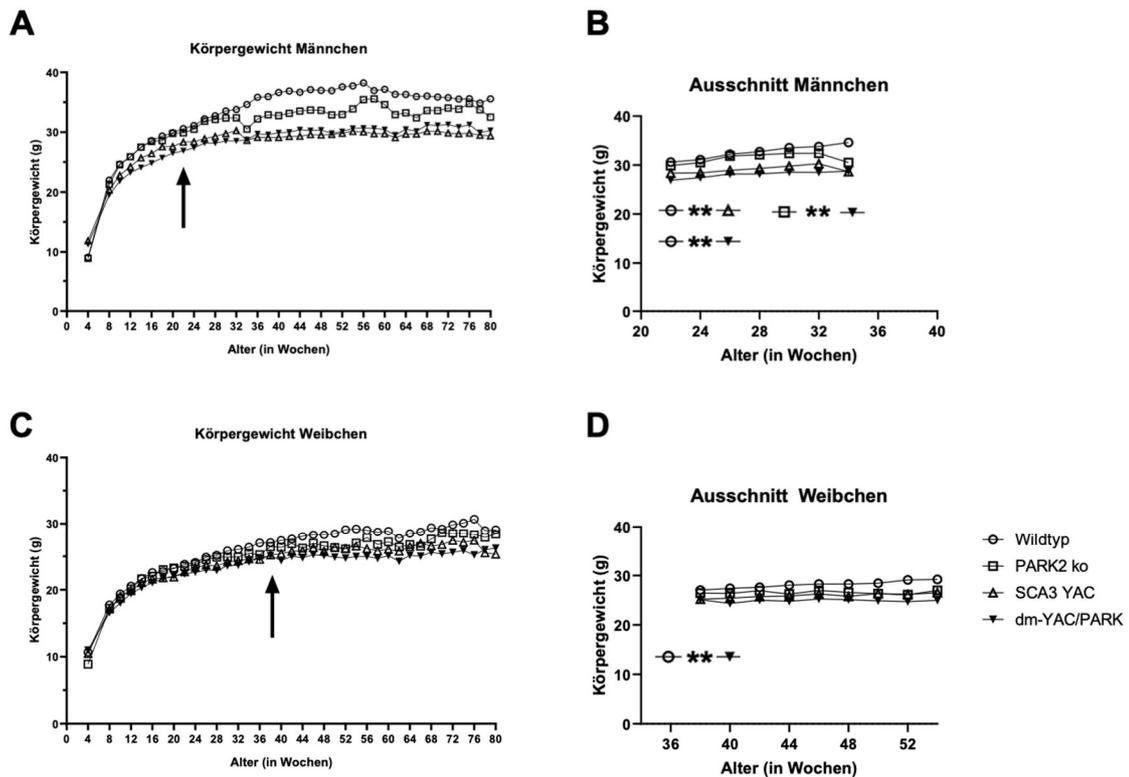 A
Körpergewicht Männchen
Körpergewicht (g)
40
30
20
10
0
0 4 8 12 16 20 24 28 32 36 40 44 48 52 56 60 64 68 72 76 80
Alter (in Wochen)
B
Ausschnitt Männchen
Körpergewicht (g)
40
30
20
10
0
** **
**
20 24 28 32 36 40
Alter (in Wochen)
C
Körpergewicht Weibchen
Körpergewicht (g)
40
30
20
10
0
0 4 8 12 16 20 24 28 32 36 40 44 48 52 56 60 64 68 72 76 80
Alter (in Wochen)
D
Ausschnitt Weibchen
Körpergewicht (g)
40
30
20
10
0
**
36 40 44 48 52
Alter (in Wochen)
Wildtyp
PARK2 ko
SCA3 YAC
dm-YAC/PARK